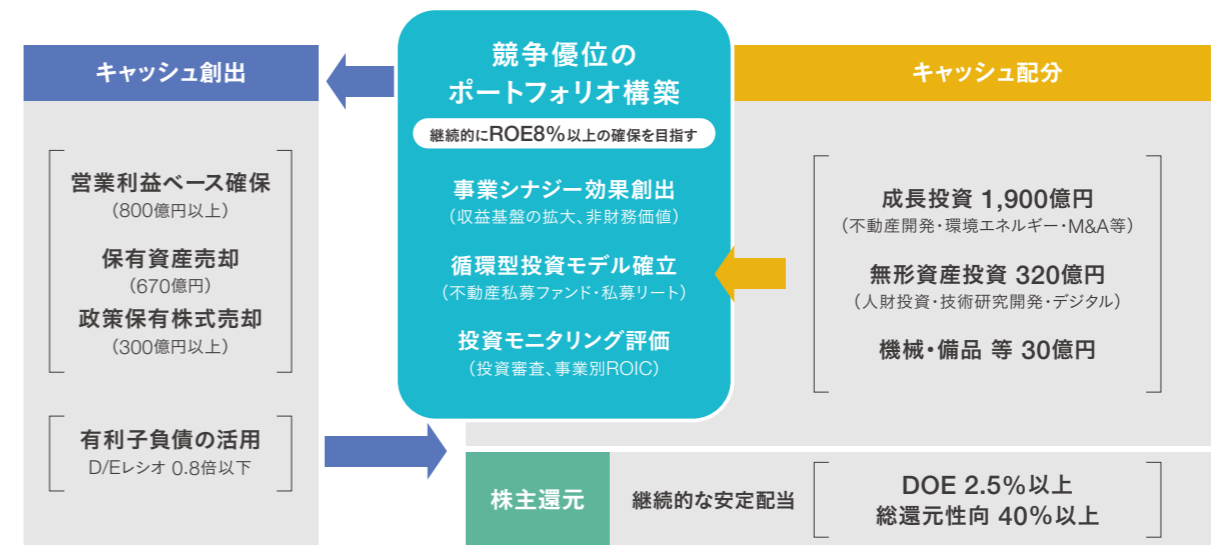 キャッシュ創出
営業利益ベース確保
(800億円以上)
保有資産売却
(670億円)
政策保有株式売却
(300億円以上)
有利子負債の活用
D/Eレシオ 0.8倍以下
競争優位の
ポートフォリオ構築
継続的にROE8%以上の確保を目指す
事業シナジー効果創出
(収益基盤の拡大、非財務価値)
循環型投資モデル確立
(不動産私募ファンド・私募リート)
投資モニタリング評価
(投資審査、事業別ROIC)
キャッシュ配分
成長投資 1,900億円
(不動産開発・環境エネルギー・M&A等)
無形資産投資 320億円
(人財投資・技術研究開発・デジタル)
機械・備品 等 30億円
株主還元
継続的な安定配当
DOE 2.5%以上
総還元性向 40%以上